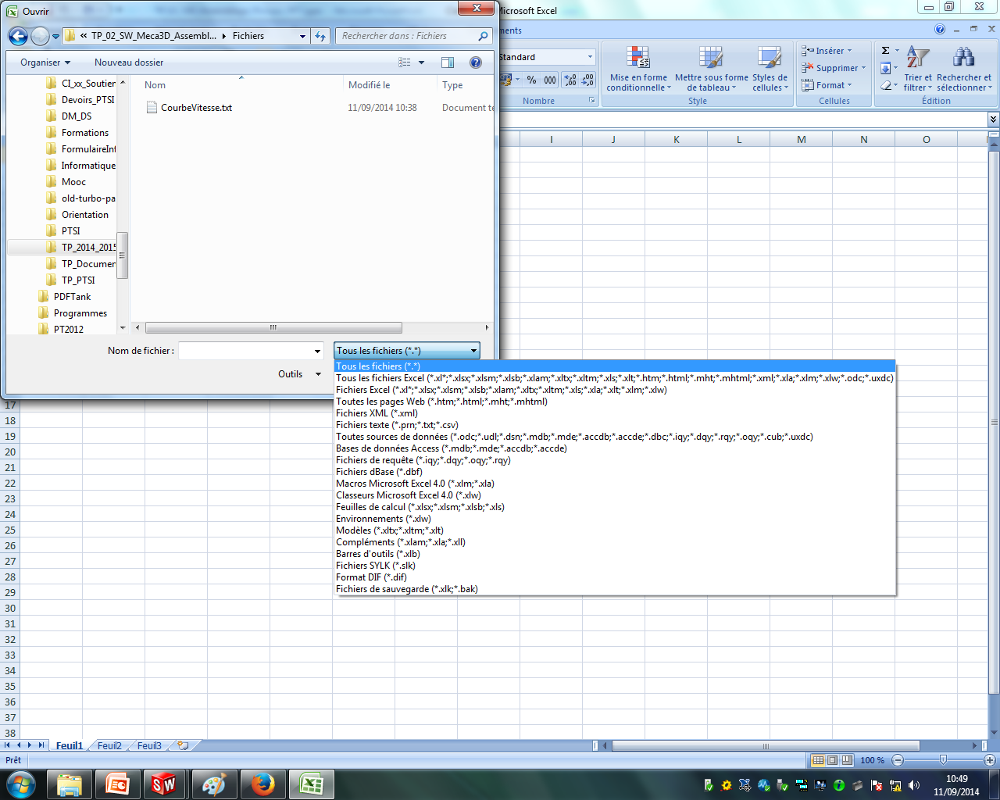 Ouvrir
Microsoft Excel
« TP_02_SW_Meca3D_Assembl... ▸ Fichiers
Rechercher dans : Fichiers
Organiser
Nouveau dossier
Nom
Modifié le
Type
CourbeVitesse.txt
11/09/2014 10:38
Document te
CI_xx_Soutien
Devoirs_PTSI
DM_DS
Formations
FormulaireInf
Informatique
Mooc
old-turbo-pa
Orientation
PTSI
TP_2014_2015
TP_Documen
TP_PTSI
PDFTank
Programmes
PT2012
Nom de fichier :
Tous les fichiers (*.*)
Outils
Tous les fichiers (*.*)
Tous les fichiers Excel (*.xl*;*.xlsx;*.xlsm;*.xlsb;*.xlam;*.xltx;*.xltm;*.xls;*.xlt;*.htm;*.html;*.mht;*.mhtml;*.xml;*.xla;*.xlm;*.xlw;*.odc;*.uxdc)
Fichiers Excel (*.xl*;*.xlsx;*.xlsm;*.xlsb;*.xlam;*.xltx;*.xltm;*.xls;*.xla;*.xlt;*.xlm;*.xlw)
Toutes les pages Web (*.htm;*.html;*.mht;*.mhtml)
Fichiers XML (*.xml)
Fichiers texte (*.prn;*.txt;*.csv)
Toutes sources de données (*.odc;*.udl;*.dsn;*.mdb;*.mde;*.accdb;*.accde;*.dbc;*.iqy;*.dqy;*.rqy;*.oqy;*.cub;*.uxdc)
Bases de données Access (*.mdb;*.mde;*.accdb;*.accde)
Fichiers de requête (*.iqy;*.dqy;*.oqy;*.rqy)
Fichiers dBase (*.dbf)
Macros Microsoft Excel 4.0 (*.xlm;*.xla)
Classeurs Microsoft Excel 4.0 (*.xlw)
Feuilles de calcul (*.xlsx;*.xlsm;*.xlsb;*.xls)
Environnements (*.xlw)
Modèles (*.xltx;*.xltm;*.xlt)
Compléments (*.xlam;*.xla;*.xll)
Barres d'outils (*.xlb)
Fichiers SYLK (*.slk)
Format DIF (*.dif)
Fichiers de sauvegarde (*.xlk;*.bak)
ments
Standard
% 000
Nombre
Mise en forme conditionnelle
Mettre sous forme de tableau
Styles de cellules
Style
Insérer
Supprimer
Format
Cellules
Σ
Trier et filtrer
Rechercher et sélectionner
Édition
I J K L M N O
17
18
19
20
21
22
23
24
25
26
27
28
29
30
31
32
33
34
35
36
37
38
Feuil1 Feuil2 Feuil3
Prêt
100 %
10:49
11/09/2014